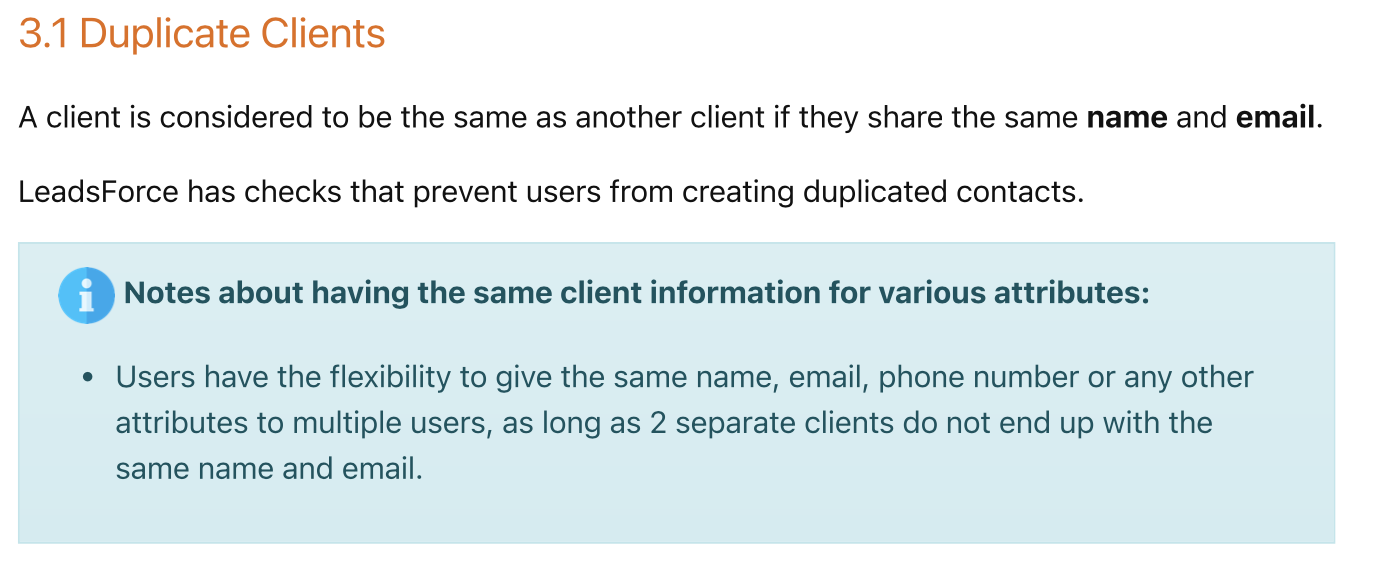 3.1 Duplicate Clients
A client is considered to be the same as another client if they share the same name and email.
LeadsForce has checks that prevent users from creating duplicated contacts.
Notes about having the same client information for various attributes:
• Users have the flexibility to give the same name, email, phone number or any other
attributes to multiple users, as long as 2 separate clients do not end up with the
same name and email.